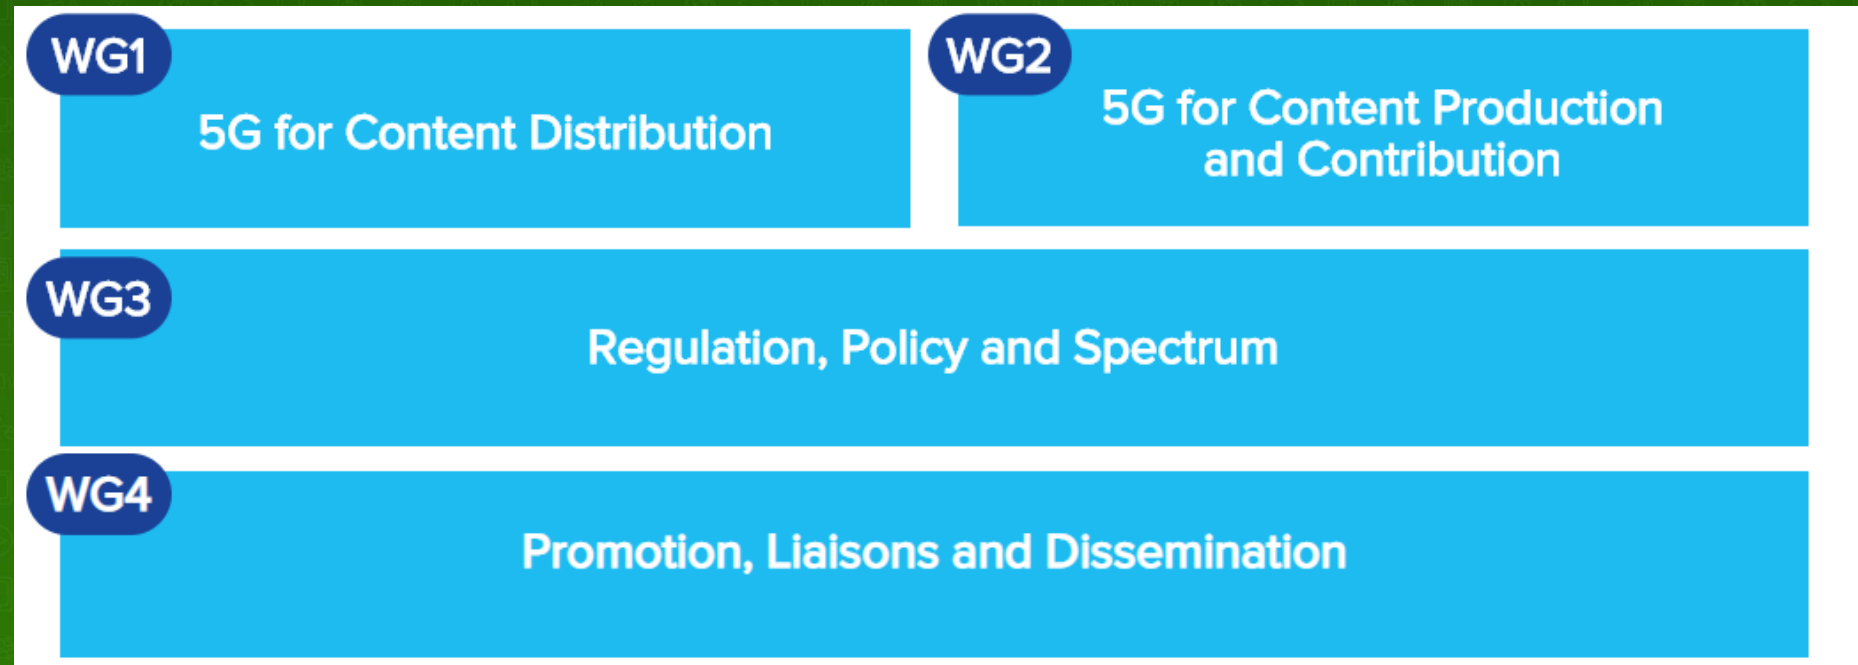 WG1
5G for Content Distribution
WG2
5G for Content Production
and Contribution
WG3
Regulation, Policy and Spectrum
WG4
Promotion, Liaisons and Dissemination